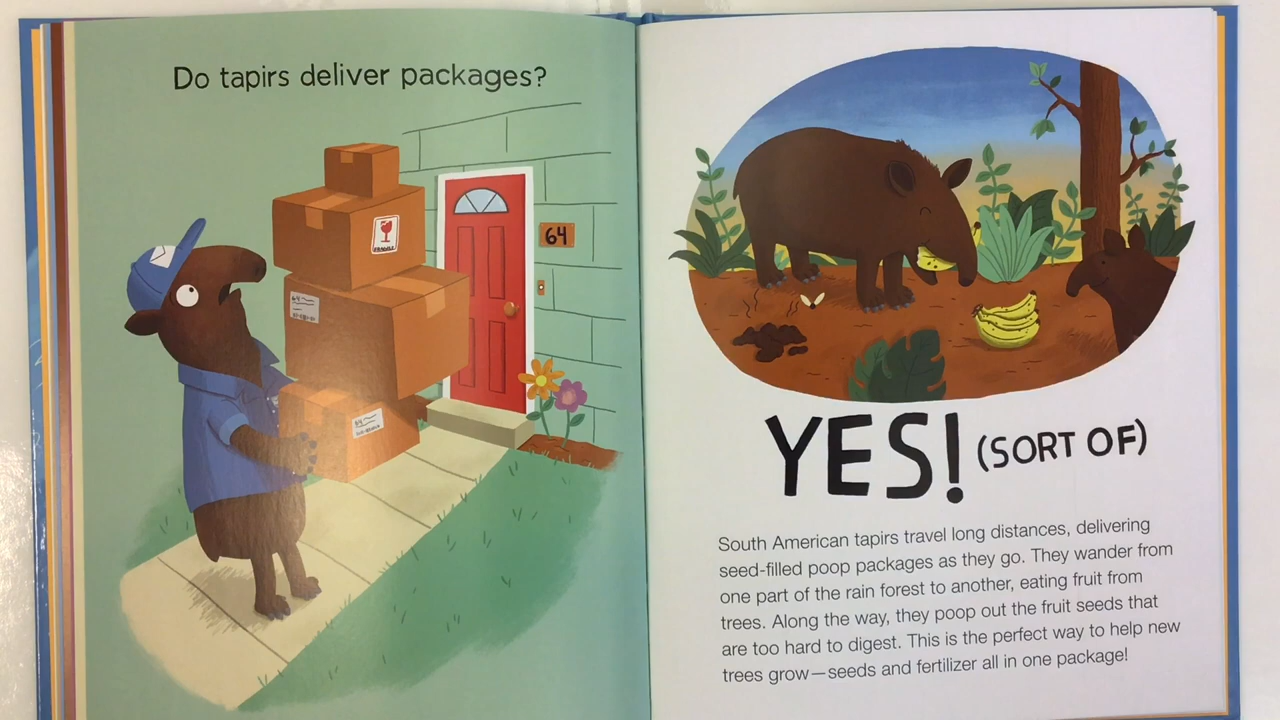 Do tapirs deliver packages?
FRAGILE
64
64
64
YES! (SORT OF)
South American tapirs travel long distances, delivering
seed-filled poop packages as they go. They wander from
one part of the rain forest to another, eating fruit from
trees. Along the way, they poop out the fruit seeds that
are too hard to digest. This is the perfect way to help new
trees grow—seeds and fertilizer all in one package!